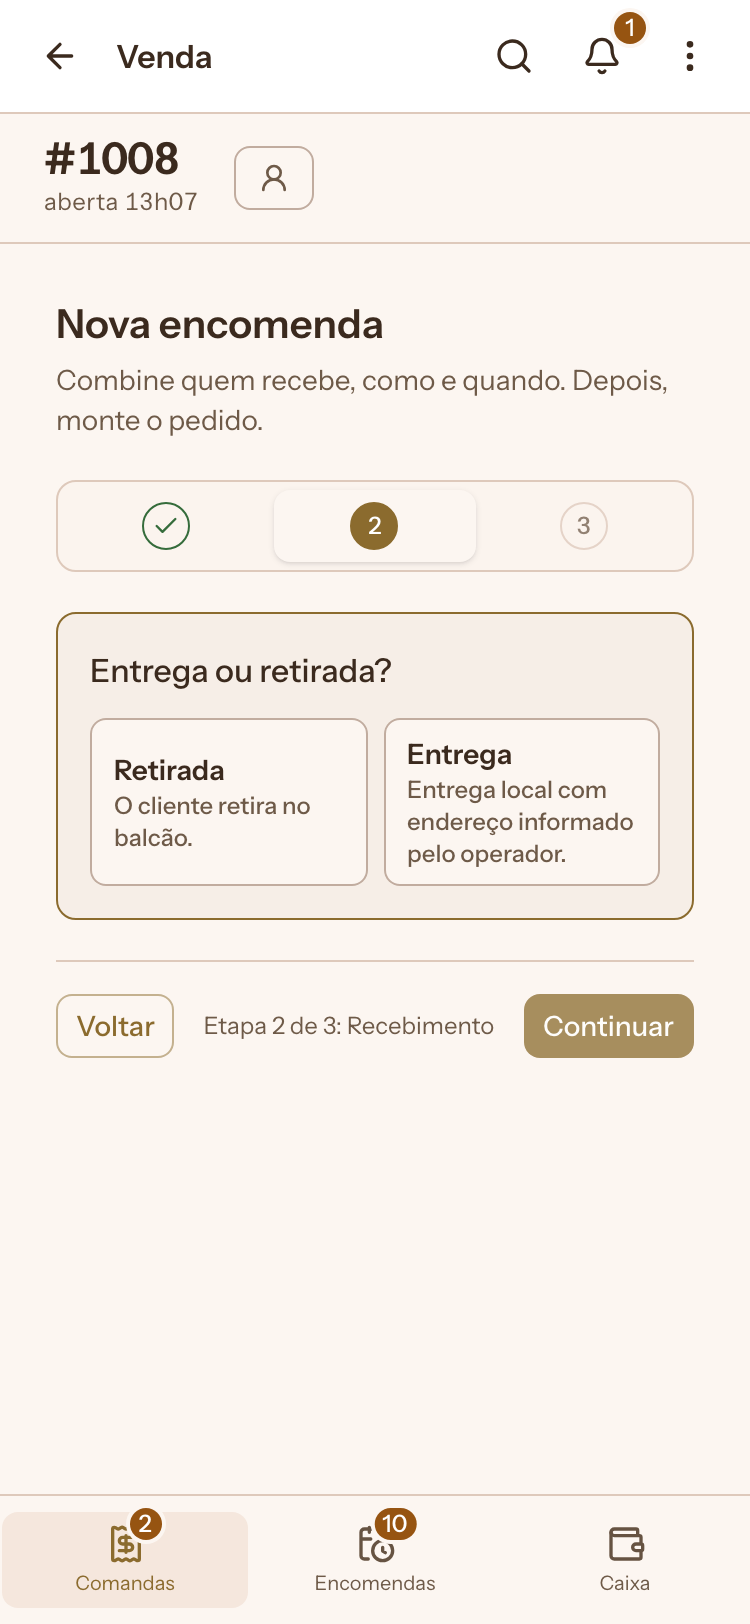 Venda
1
#1008
aberta 13h07
Nova encomenda
Combine quem recebe, como e quando. Depois,
monte o pedido.
2
3
Entrega ou retirada?
Retirada
O cliente retira no
balcão.
Entrega
Entrega local com
endereço informado
pelo operador.
Voltar
Etapa 2 de 3: Recebimento
Continuar
2
Comandas
10
Encomendas
Caixa